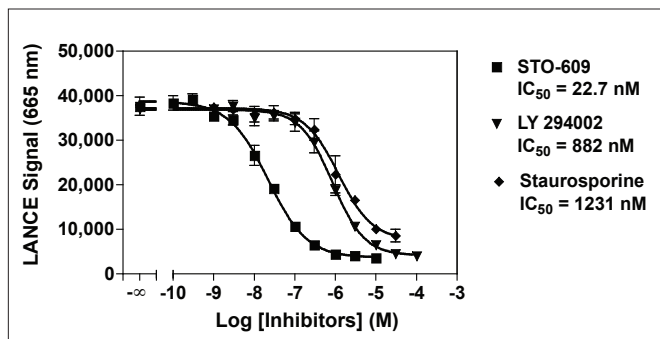 50,000
40,000
30,000
20,000
10,000
0
LANCE Signal (665 nm)
-∞ -10 -9 -8 -7 -6 -5 -4 -3
Log [Inhibitors] (M)
STO-609
IC₅₀ = 22.7 nM
LY 294002
IC₅₀ = 882 nM
Staurosporine
IC₅₀ = 1231 nM